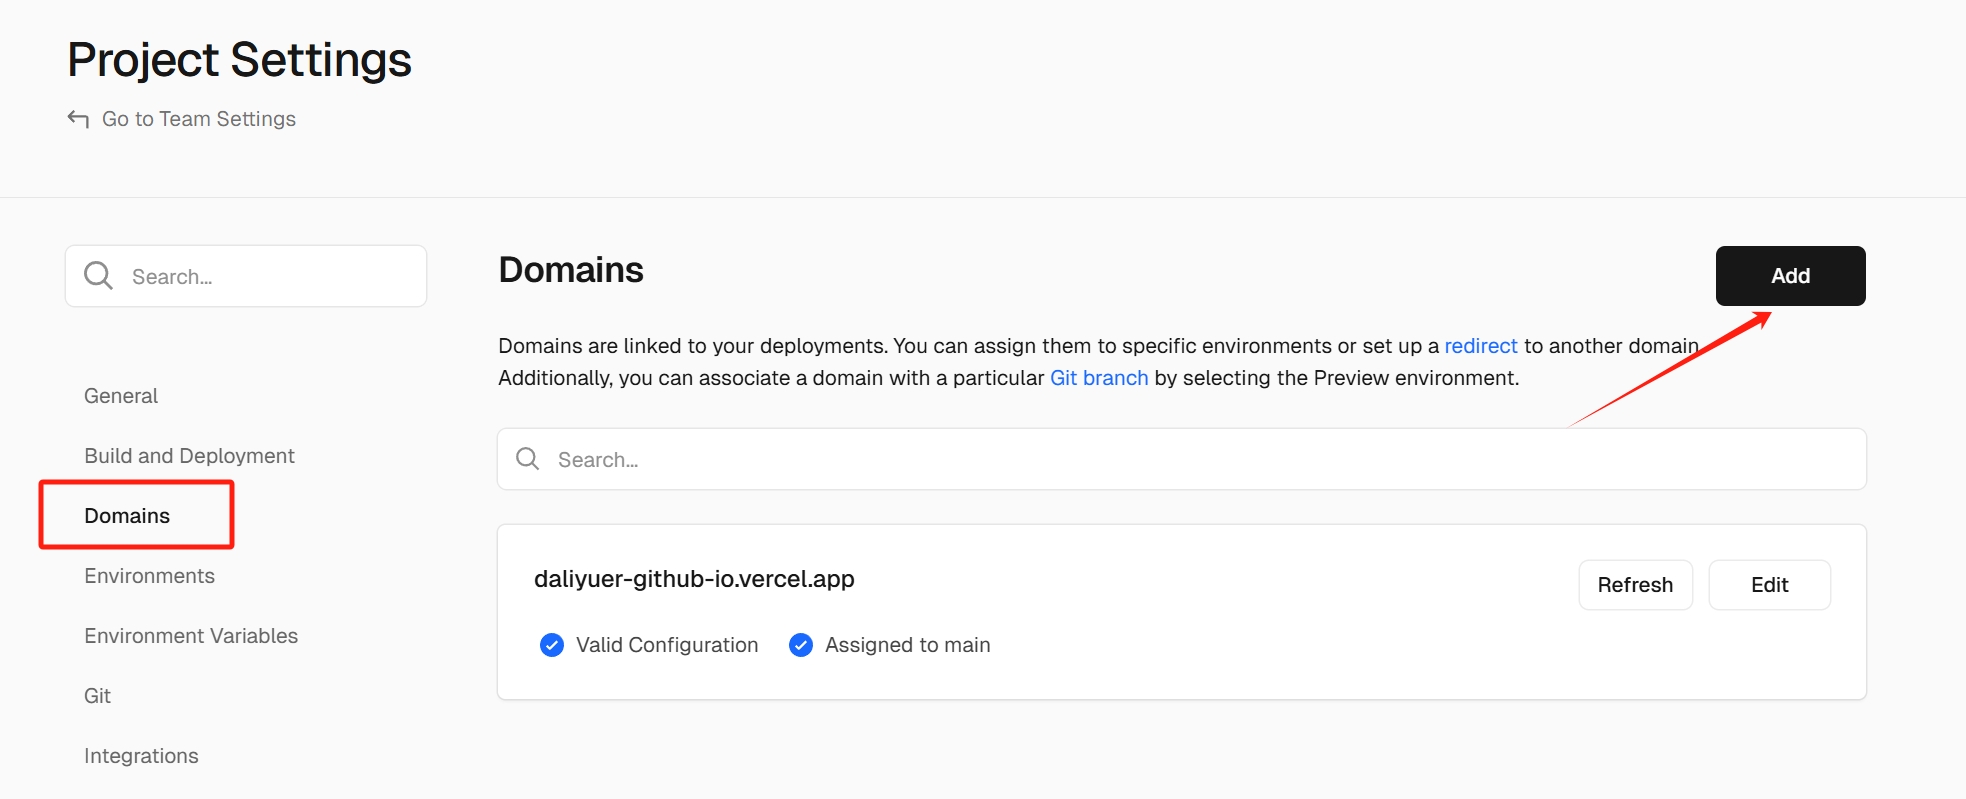 Project Settings
Go to Team Settings
Search...
General
Build and Deployment
Domains
Environments
Environment Variables
Git
Integrations
Domains
Add
Domains are linked to your deployments. You can assign them to specific environments or set up a redirect to another domain.
Additionally, you can associate a domain with a particular Git branch by selecting the Preview environment.
Search...
daliyuer-github-io.vercel.app
Refresh
Edit
Valid Configuration
Assigned to main